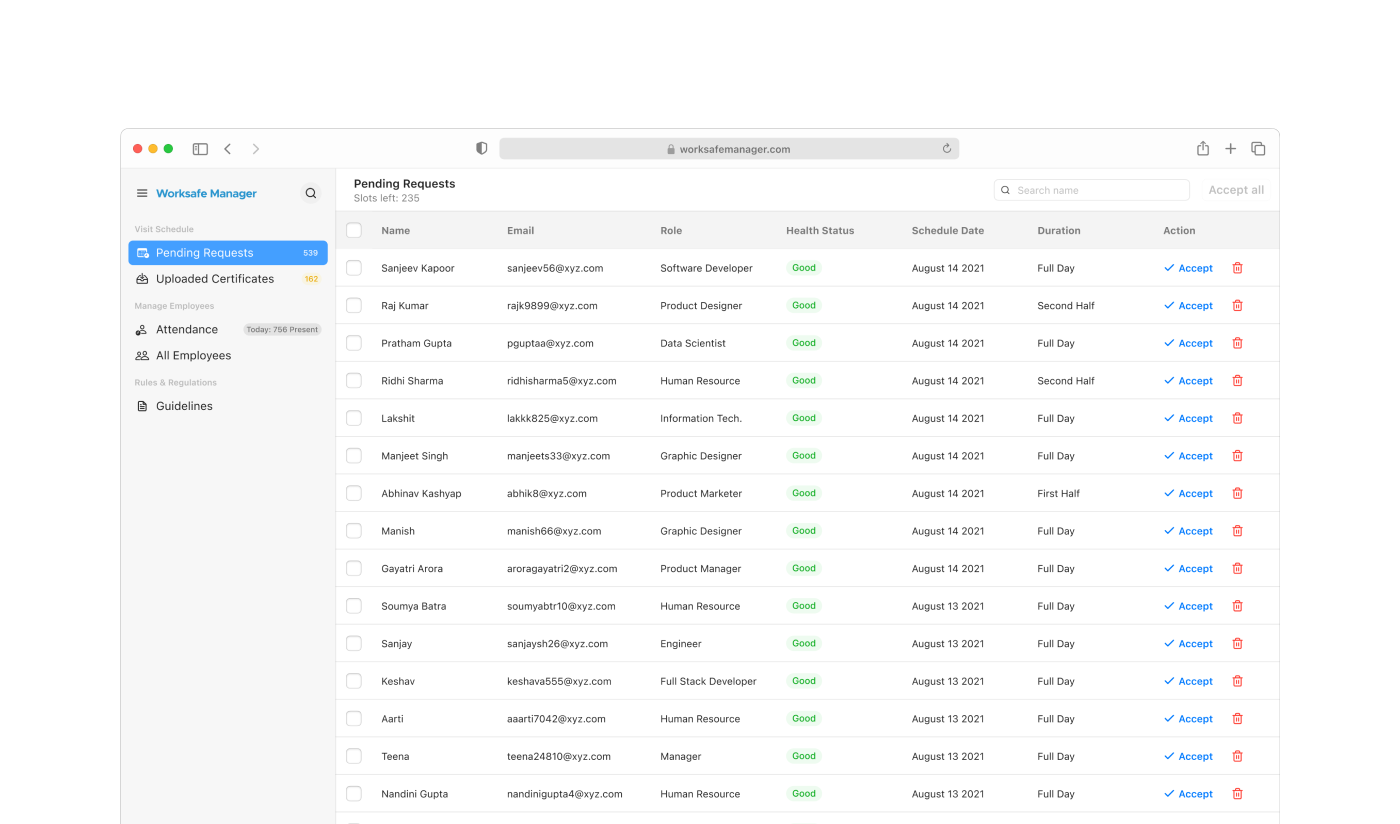 worksafemanager.com
Worksafe Manager
Visit Schedule
Pending Requests 539
Uploaded Certificates 162
Manage Employees
Attendance Today: 756 Present
All Employees
Rules & Regulations
Guidelines
Pending Requests
Slots left: 235
Search name
Accept all
Name Email Role Health Status Schedule Date Duration Action
Sanjeev Kapoor sanjeev56@xyz.com Software Developer Good August 14 2021 Full Day Accept
Raj Kumar rajk9899@xyz.com Product Designer Good August 14 2021 Second Half Accept
Pratham Gupta pguptaa@xyz.com Data Scientist Good August 14 2021 Full Day Accept
Ridhi Sharma ridhisharma5@xyz.com Human Resource Good August 14 2021 Second Half Accept
Lakshit lakkk825@xyz.com Information Tech. Good August 14 2021 Full Day Accept
Manjeet Singh manjeets33@xyz.com Graphic Designer Good August 14 2021 Full Day Accept
Abhinav Kashyap abhik8@xyz.com Product Marketer Good August 14 2021 First Half Accept
Manish manish66@xyz.com Graphic Designer Good August 14 2021 Full Day Accept
Gayatri Arora aroragayatri2@xyz.com Product Manager Good August 14 2021 Full Day Accept
Soumya Batra soumyabtr10@xyz.com Human Resource Good August 13 2021 Full Day Accept
Sanjay sanjaysh26@xyz.com Engineer Good August 13 2021 Full Day Accept
Keshav keshava555@xyz.com Full Stack Developer Good August 13 2021 Full Day Accept
Aarti aaarti7042@xyz.com Human Resource Good August 13 2021 Full Day Accept
Teena teena24810@xyz.com Manager Good August 13 2021 Full Day Accept
Nandini Gupta nandinigupta4@xyz.com Human Resource Good August 13 2021 Full Day Accept